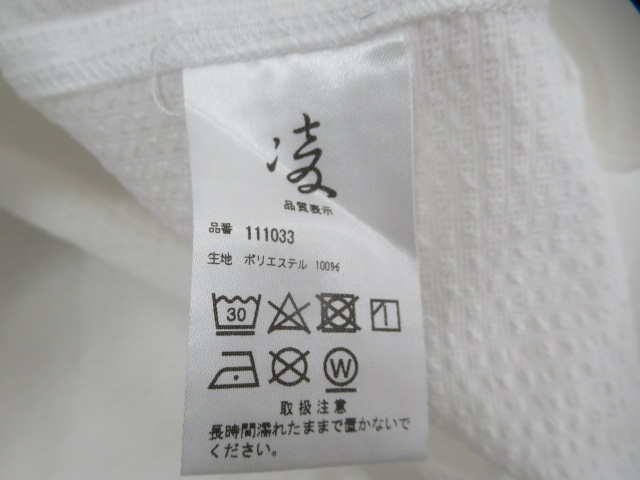 凌
品質表示
品番 111033
生地 ポリエステル 100%
30
W
取扱注意
長時間濡れたままで置かないで
ください。